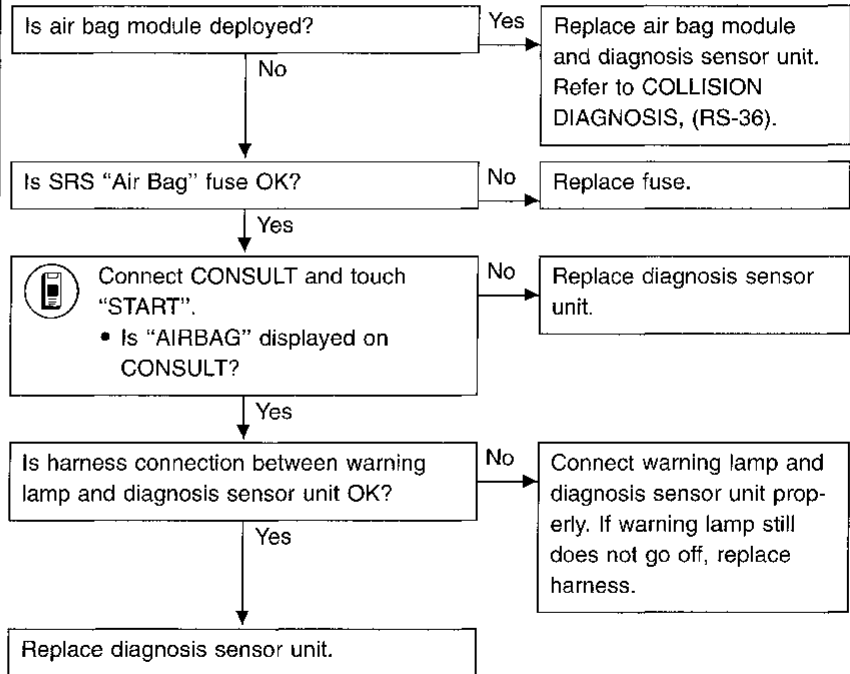 Is air bag module deployed?
Yes
Replace air bag module
and diagnosis sensor unit.
Refer to COLLISION
DIAGNOSIS, (RS-36).
No
Is SRS “Air Bag” fuse OK?
No
Replace fuse.
Yes
Connect CONSULT and touch
“START”.
• Is “AIRBAG” displayed on
CONSULT?
No
Replace diagnosis sensor
unit.
Yes
Is harness connection between warning
lamp and diagnosis sensor unit OK?
No
Connect warning lamp and
diagnosis sensor unit prop-
erly. If warning lamp still
does not go off, replace
harness.
Yes
Replace diagnosis sensor unit.